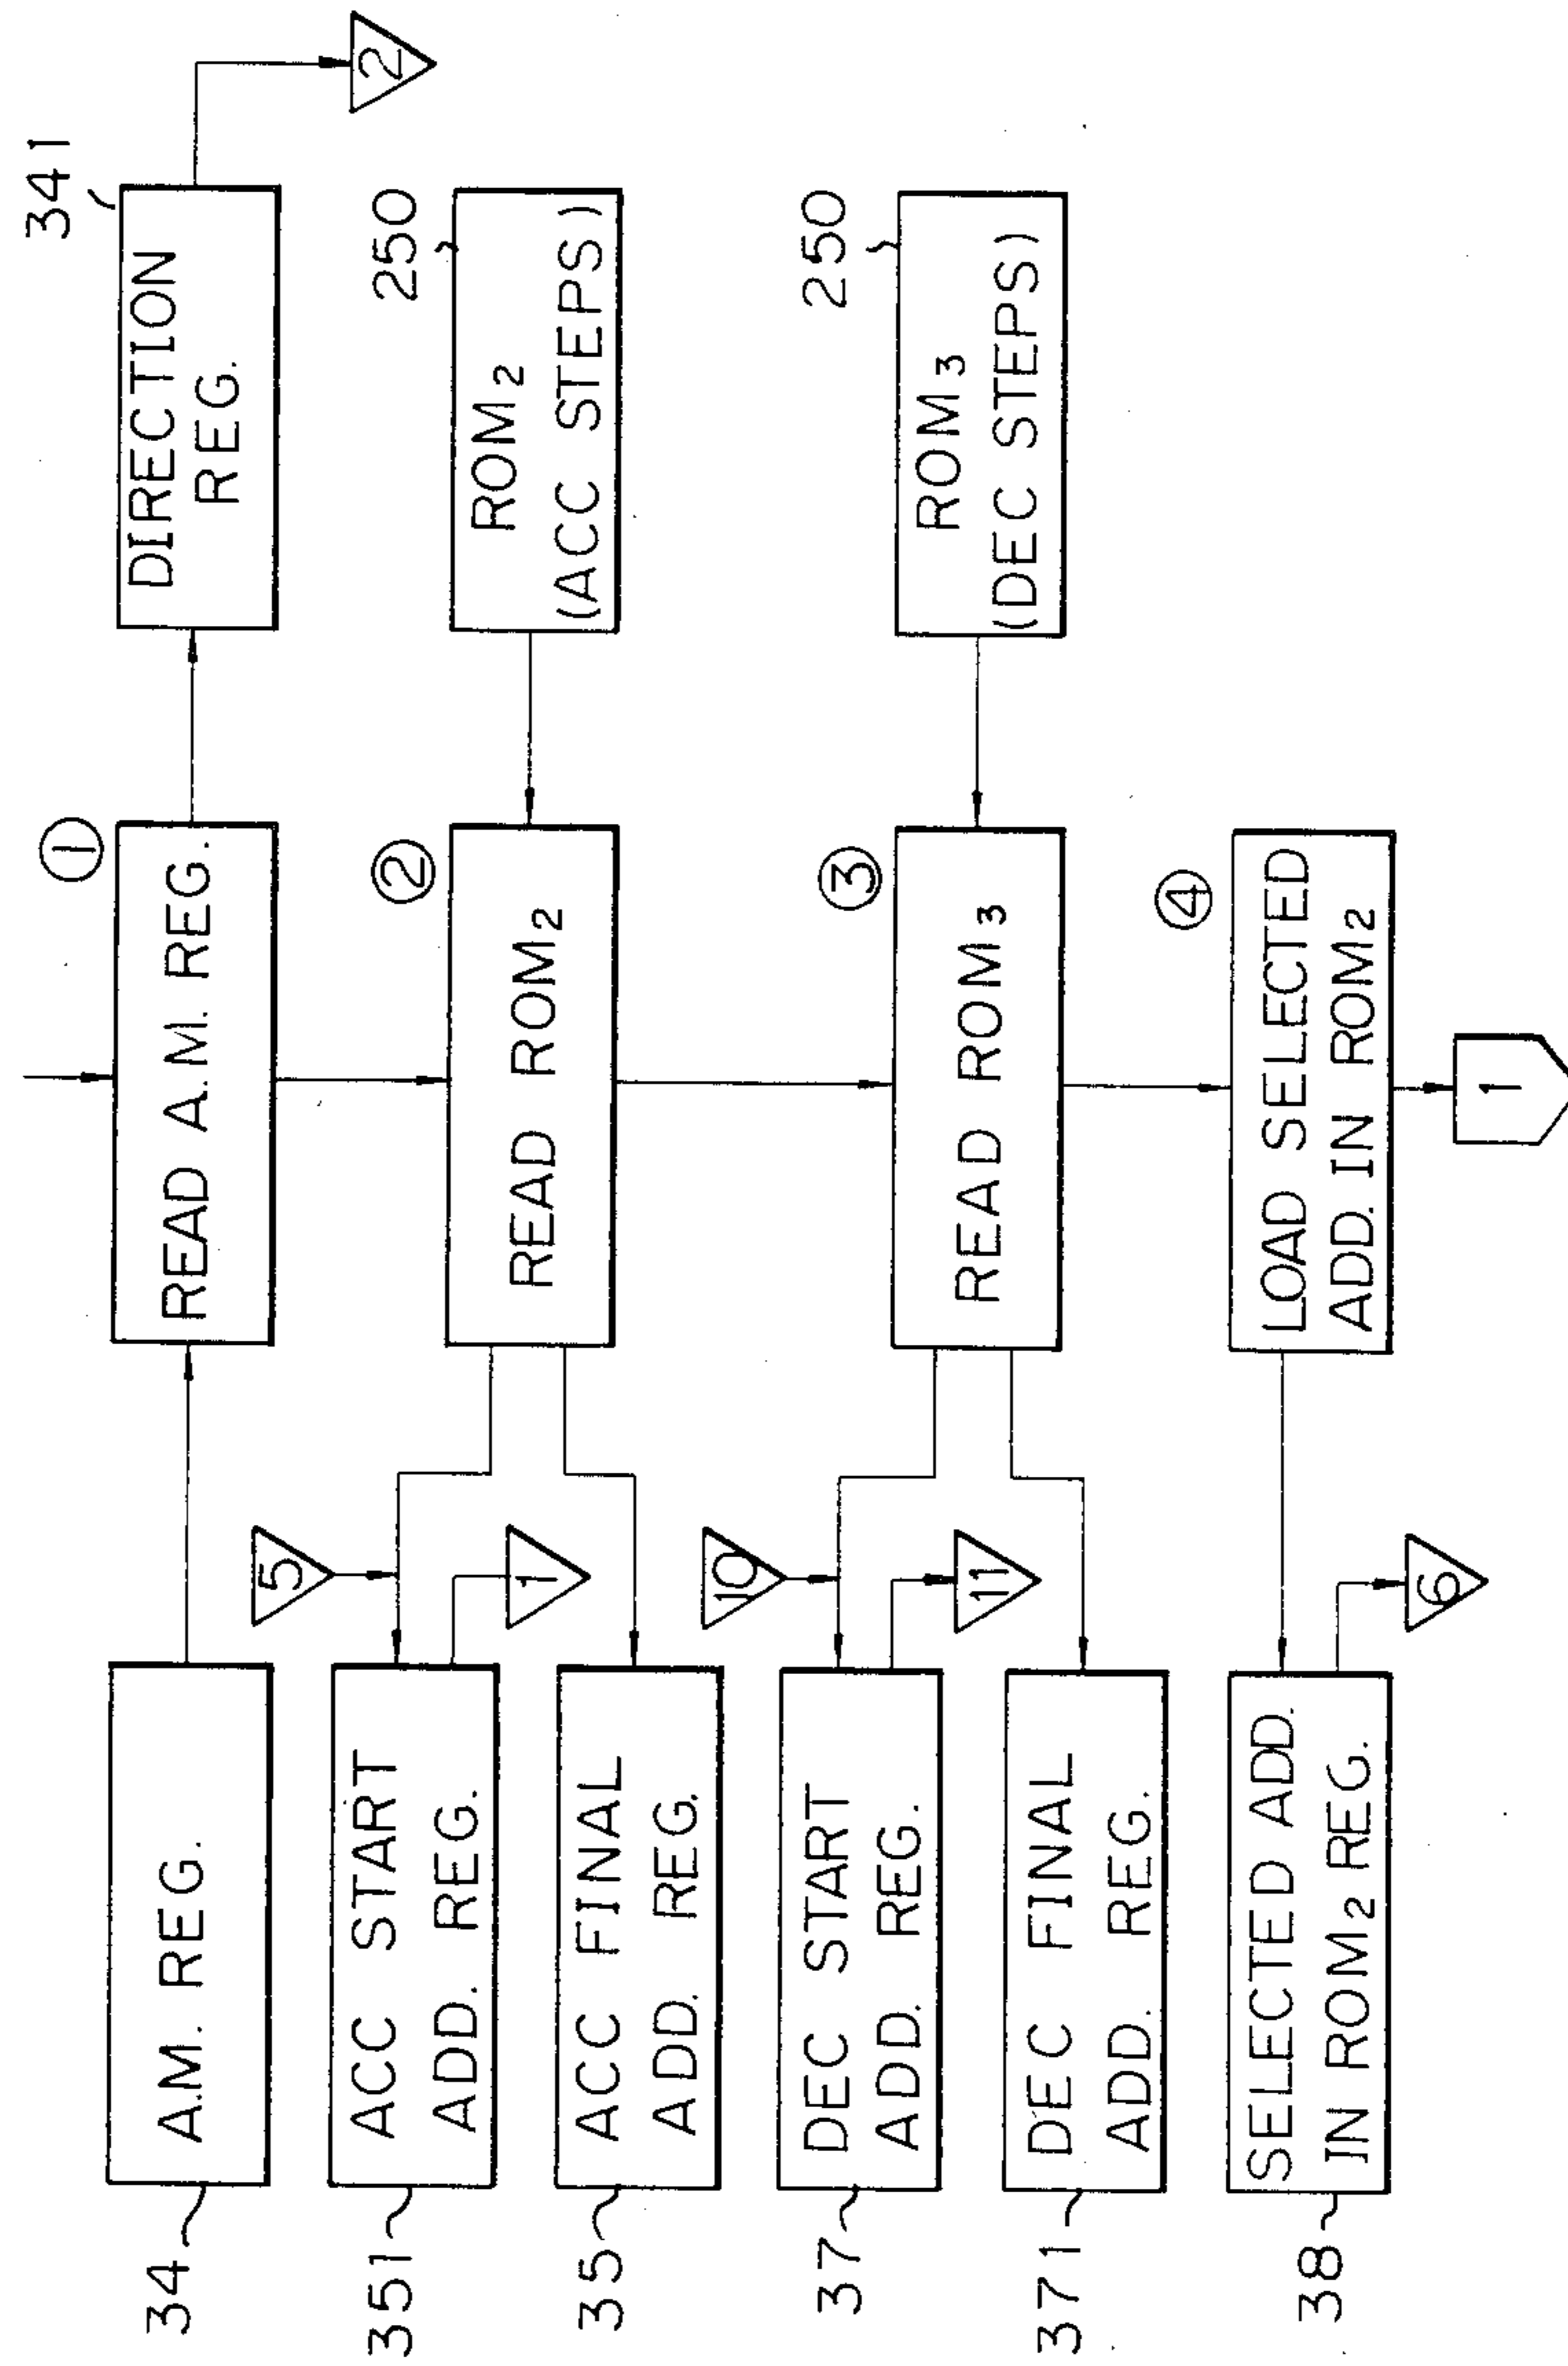 34
A.M. REG.
①
READ A.M. REG.
341
DIRECTION
REG.
2
351
ACC START
ADD. REG.
5
1
35
ACC FINAL
ADD. REG.
②
READ ROM₂
250
ROM₂
(ACC STEPS)
37
DEC START
ADD. REG.
10
11
371
DEC FINAL
ADD. REG.
③
READ ROM₃
250
ROM₃
(DEC STEPS)
38
SELECTED ADD.
IN ROM₂ REG.
6
④
LOAD SELECTED
ADD. IN ROM₂
1